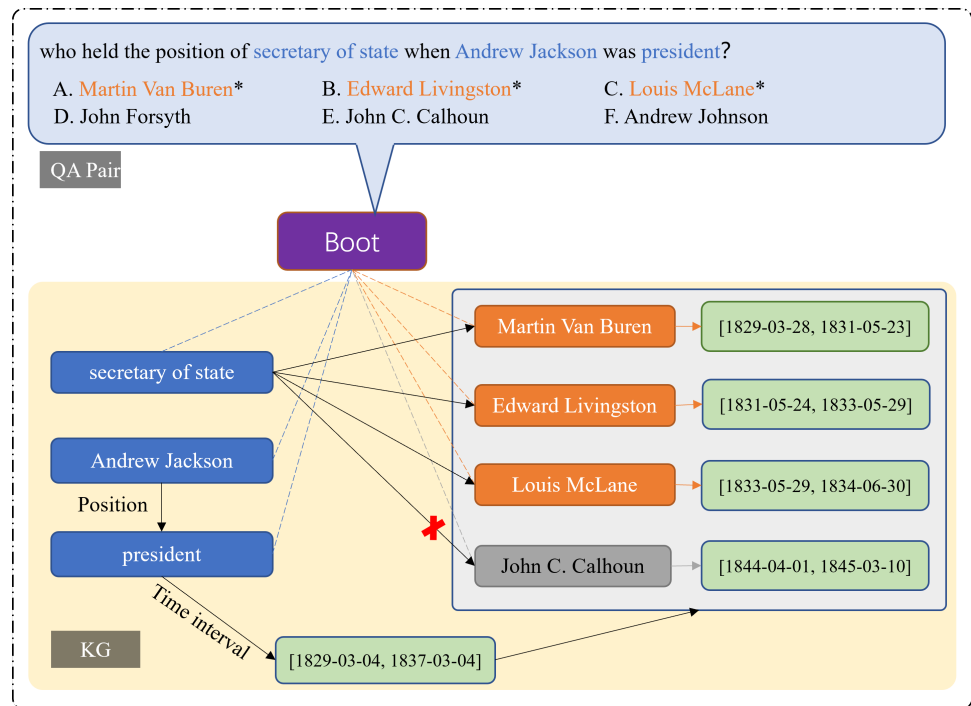 who held the position of secretary of state when Andrew Jackson was president?
A. Martin Van Buren* B. Edward Livingston* C. Louis McLane*
D. John Forsyth E. John C. Calhoun F. Andrew Johnson
QA Pair
Boot
Martin Van Buren [1829-03-28, 1831-05-23]
secretary of state
Edward Livingston [1831-05-24, 1833-05-29]
Andrew Jackson
Louis McLane [1833-05-29, 1834-06-30]
Position
president
John C. Calhoun [1844-04-01, 1845-03-10]
Time interval
KG
[1829-03-04, 1837-03-04]